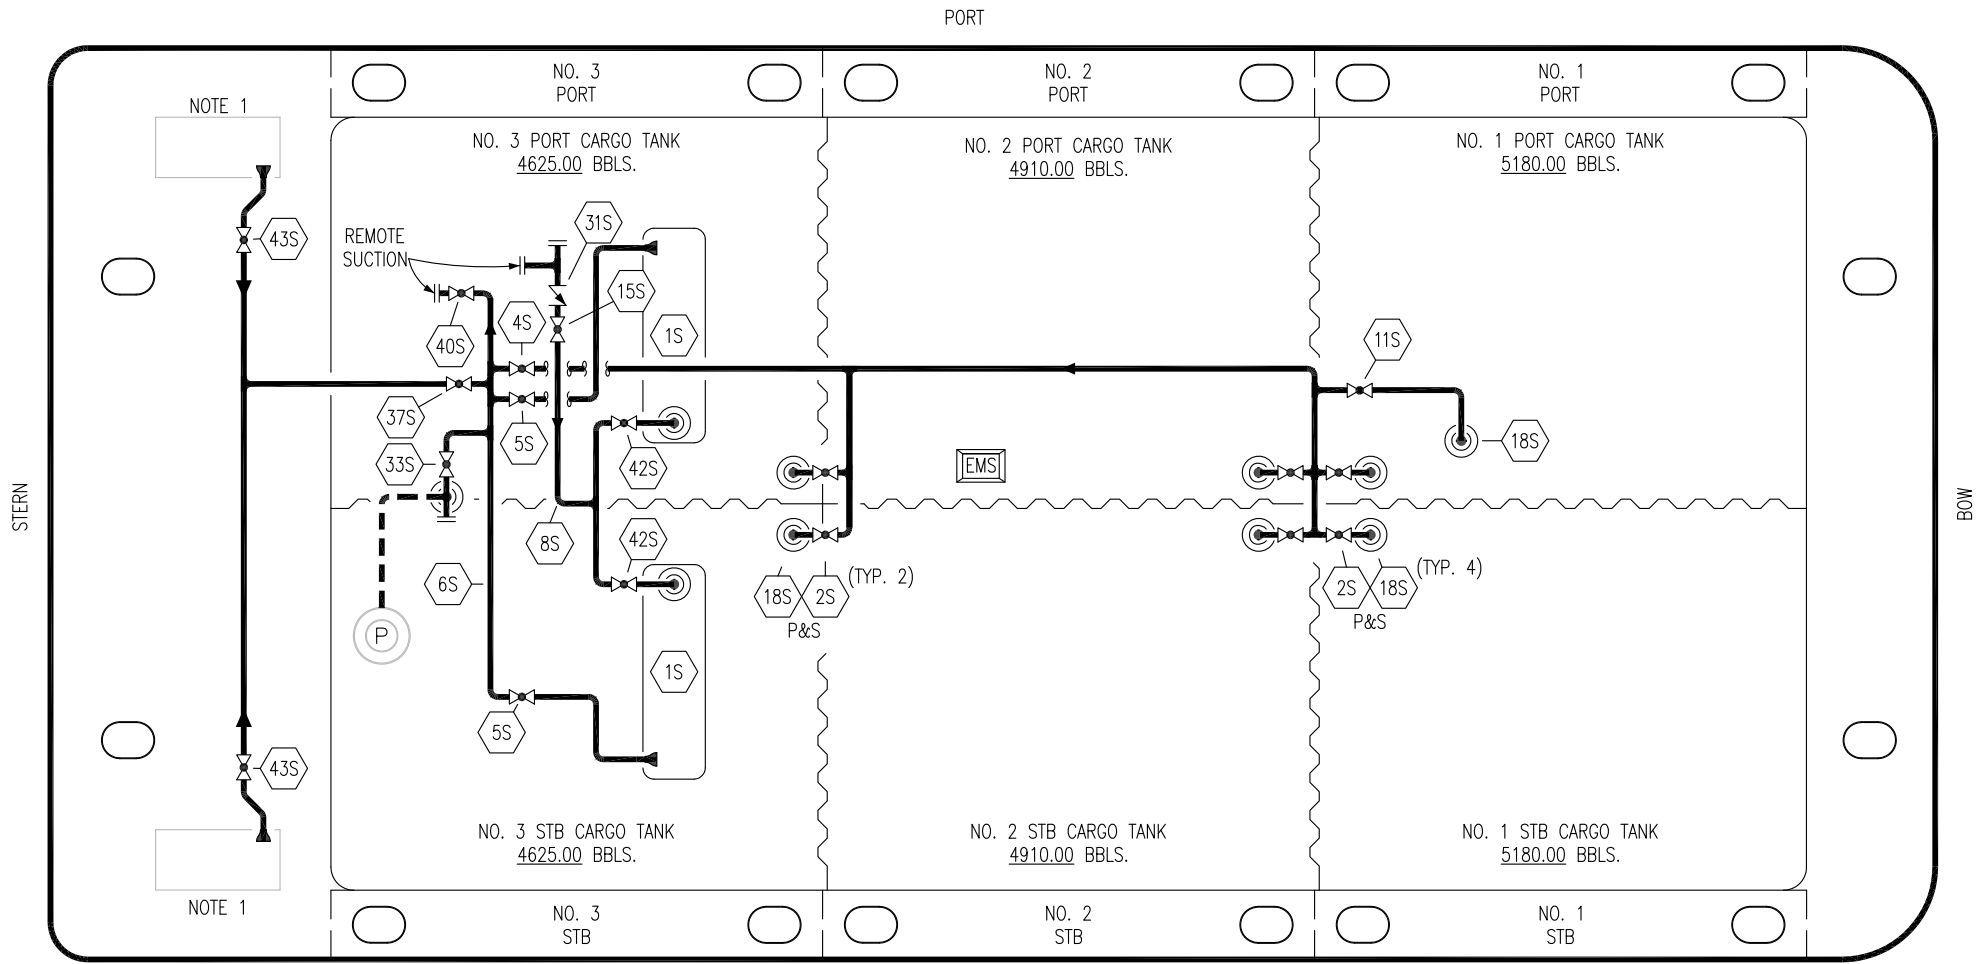 PORT
NO. 3
PORT
NO. 2
PORT
NO. 1
PORT
NOTE 1
NO. 3 PORT CARGO TANK
4625.00 BBLS.
NO. 2 PORT CARGO TANK
4910.00 BBLS.
NO. 1 PORT CARGO TANK
5180.00 BBLS.
43S
REMOTE
SUCTION
31S
15S
4S
40S
1S
11S
37S
5S
33S
42S
18S
EMS
STERN
BOW
8S
42S
6S
18S
2S
(TYP. 2)
P&S
2S
18S
(TYP. 4)
P&S
P
1S
5S
43S
NO. 3 STB CARGO TANK
4625.00 BBLS.
NO. 2 STB CARGO TANK
4910.00 BBLS.
NO. 1 STB CARGO TANK
5180.00 BBLS.
NOTE 1
NO. 3
STB
NO. 2
STB
NO. 1
STB